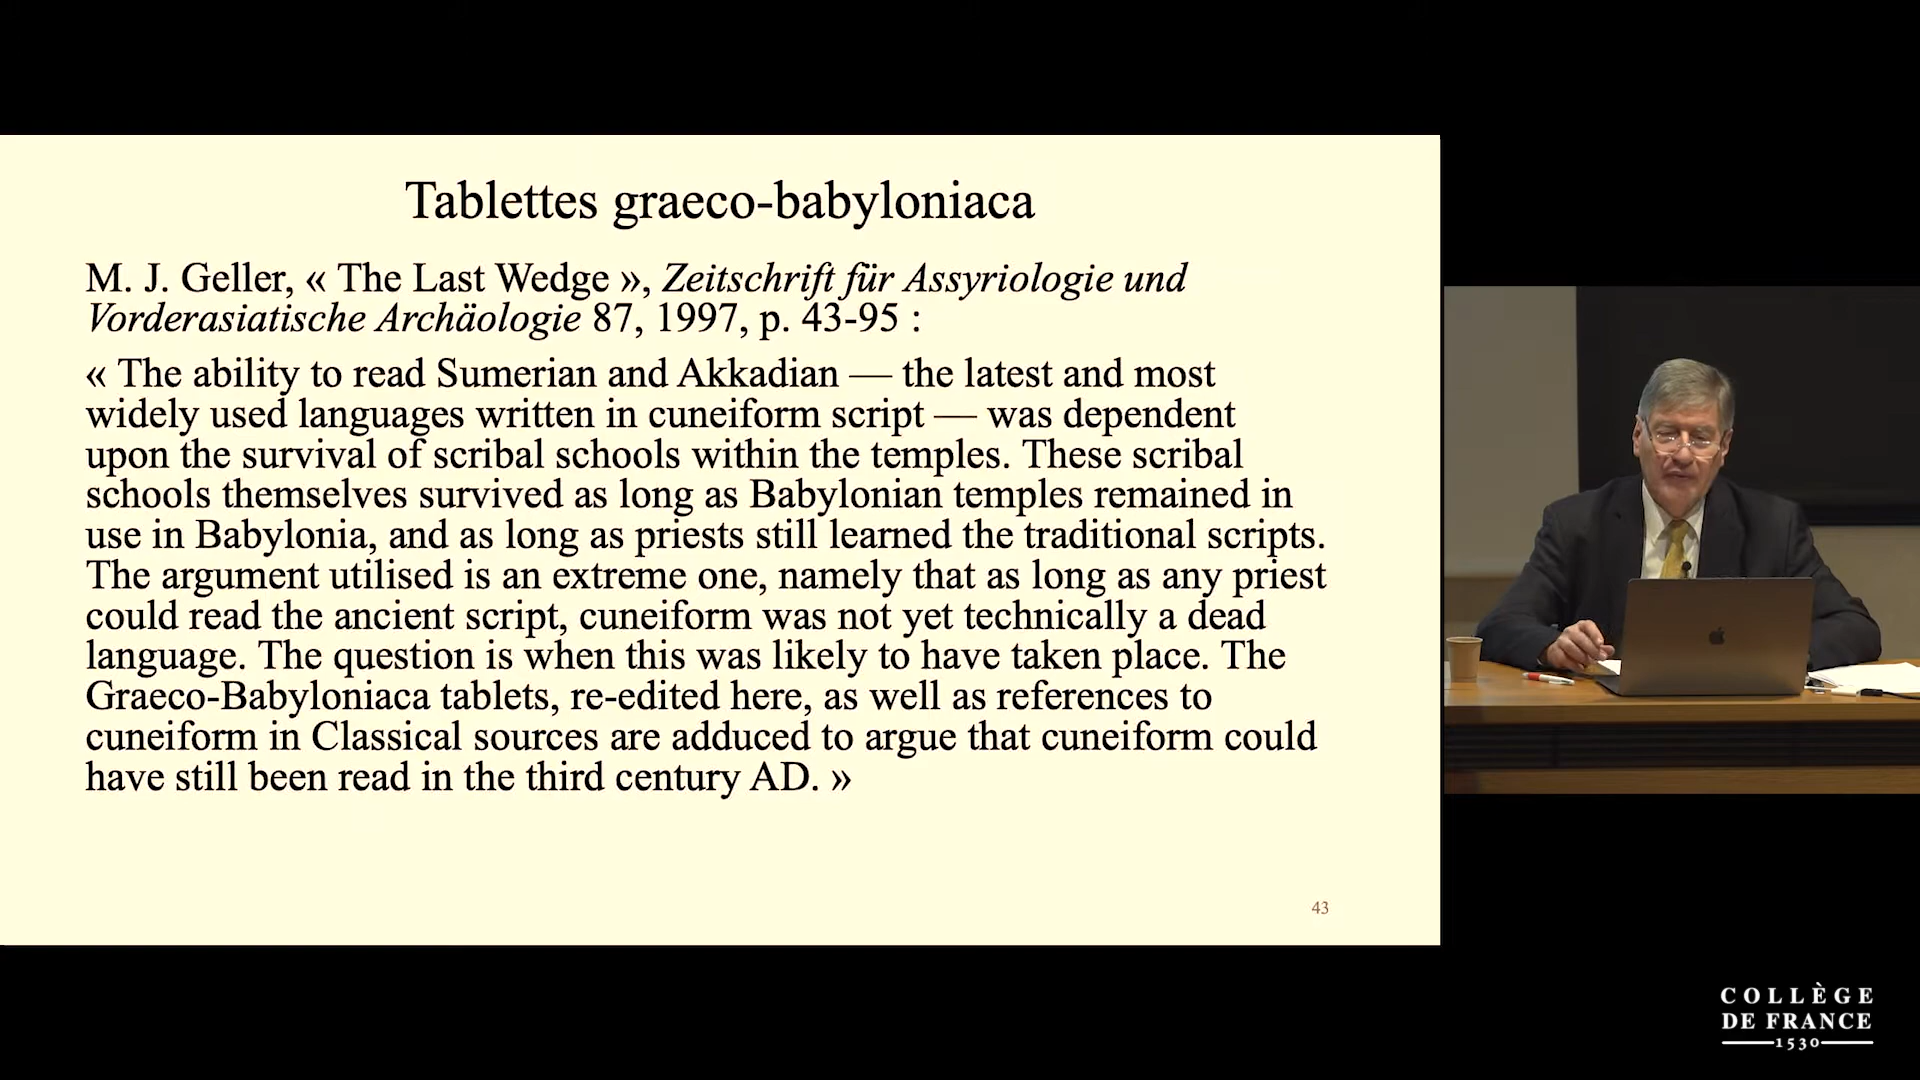 Tablettes graeco-babyloniaca
M. J. Geller, « The Last Wedge », Zeitschrift für Assyriologie und
Vorderasiatische Archäologie 87, 1997, p. 43-95 :
« The ability to read Sumerian and Akkadian — the latest and most
widely used languages written in cuneiform script — was dependent
upon the survival of scribal schools within the temples. These scribal
schools themselves survived as long as Babylonian temples remained in
use in Babylonia, and as long as priests still learned the traditional scripts.
The argument utilised is an extreme one, namely that as long as any priest
could read the ancient script, cuneiform was not yet technically a dead
language. The question is when this was likely to have taken place. The
Graeco-Babyloniaca tablets, re-edited here, as well as references to
cuneiform in Classical sources are adduced to argue that cuneiform could
have still been read in the third century AD. »
43
COLLÈGE
DE FRANCE
1530